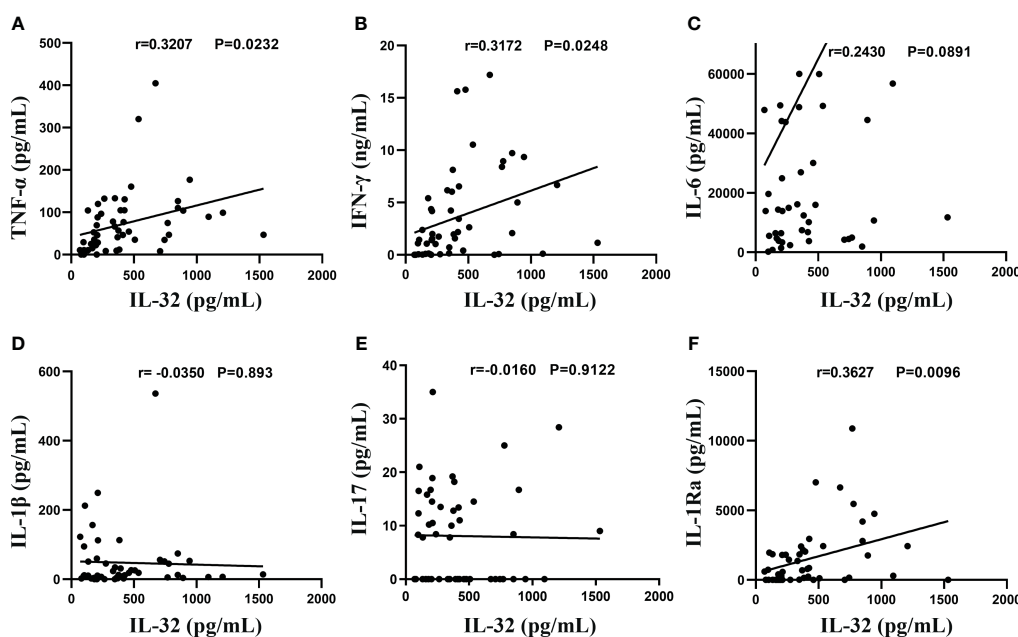 A
r=0.3207 P=0.0232
500
400
300
200
100
0
TNF-α (pg/mL)
0 500 1000 1500 2000
IL-32 (pg/mL)
B
r=0.3172 P=0.0248
20
15
10
5
0
IFN-γ (ng/mL)
0 500 1000 1500 2000
IL-32 (pg/mL)
C
r=0.2430 P=0.0891
60000
40000
20000
0
IL-6 (pg/mL)
0 500 1000 1500 2000
IL-32 (pg/mL)
D
r= -0.0350 P=0.893
600
400
200
0
IL-1β (pg/mL)
0 500 1000 1500 2000
IL-32 (pg/mL)
E
r=-0.0160 P=0.9122
40
30
20
10
0
IL-17 (pg/mL)
0 500 1000 1500 2000
IL-32 (pg/mL)
F
r=0.3627 P=0.0096
15000
10000
5000
0
IL-1Ra (pg/mL)
0 500 1000 1500 2000
IL-32 (pg/mL)